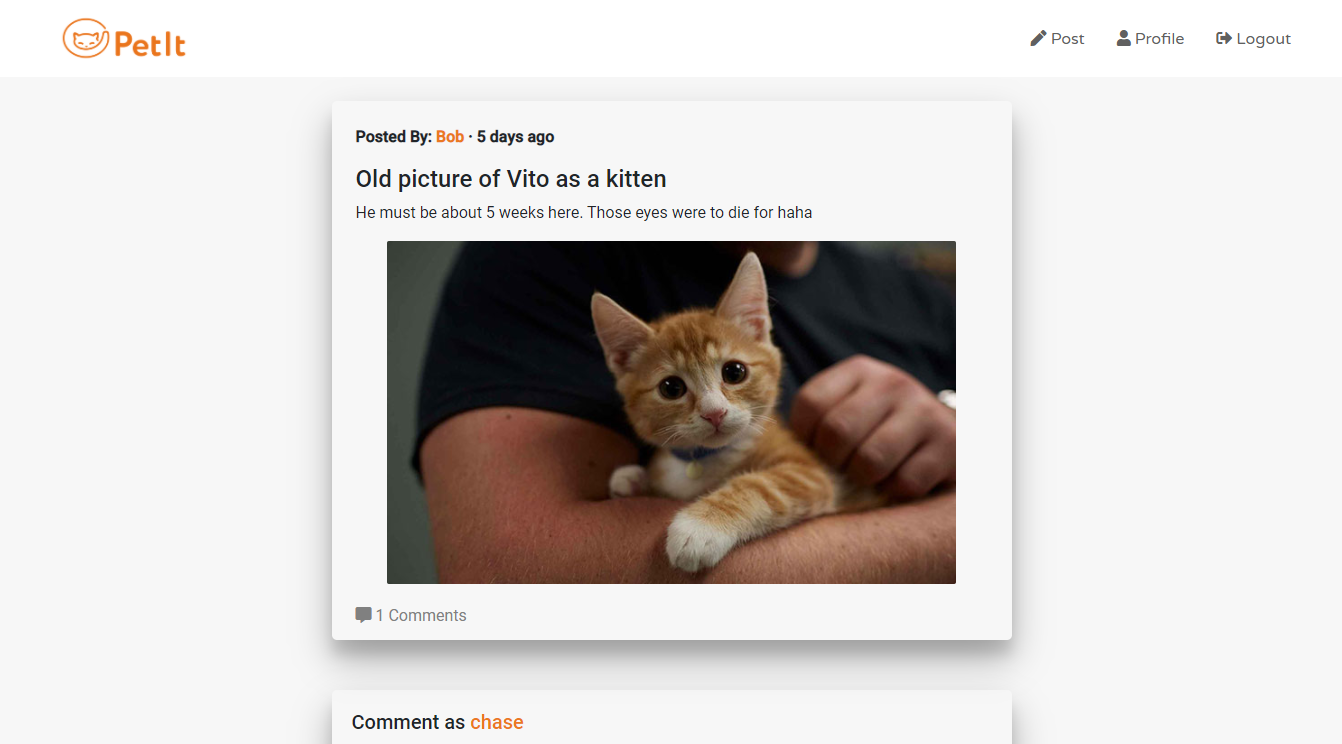 PetIt
Post Profile Logout
Posted By: Bob · 5 days ago
Old picture of Vito as a kitten
He must be about 5 weeks here. Those eyes were to die for haha
1 Comments
Comment as chase